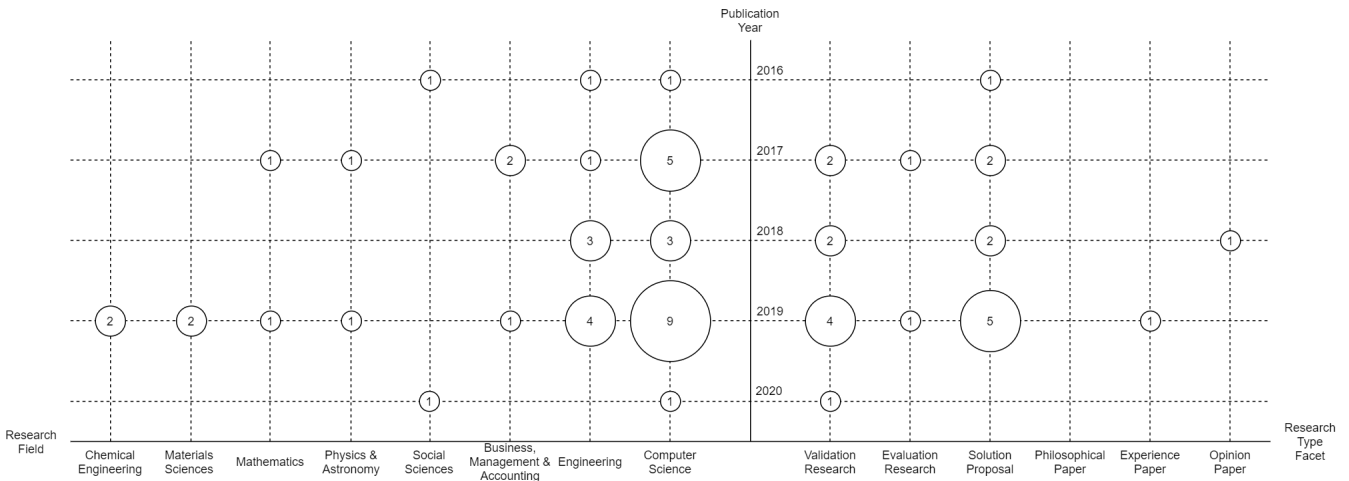 Publication
Year
2016
1
1
1
1
2017
1
1
2
1
5
2
1
2
2018
3
3
2
2
1
2019
2
2
1
1
1
4
9
4
1
5
1
2020
1
1
1
Research
Field
Chemical
Engineering
Materials
Sciences
Mathematics
Physics &
Astronomy
Social
Sciences
Business,
Management &
Accounting
Engineering
Computer
Science
Validation
Research
Evaluation
Research
Solution
Proposal
Philosophical
Paper
Experience
Paper
Opinion
Paper
Research
Type
Facet